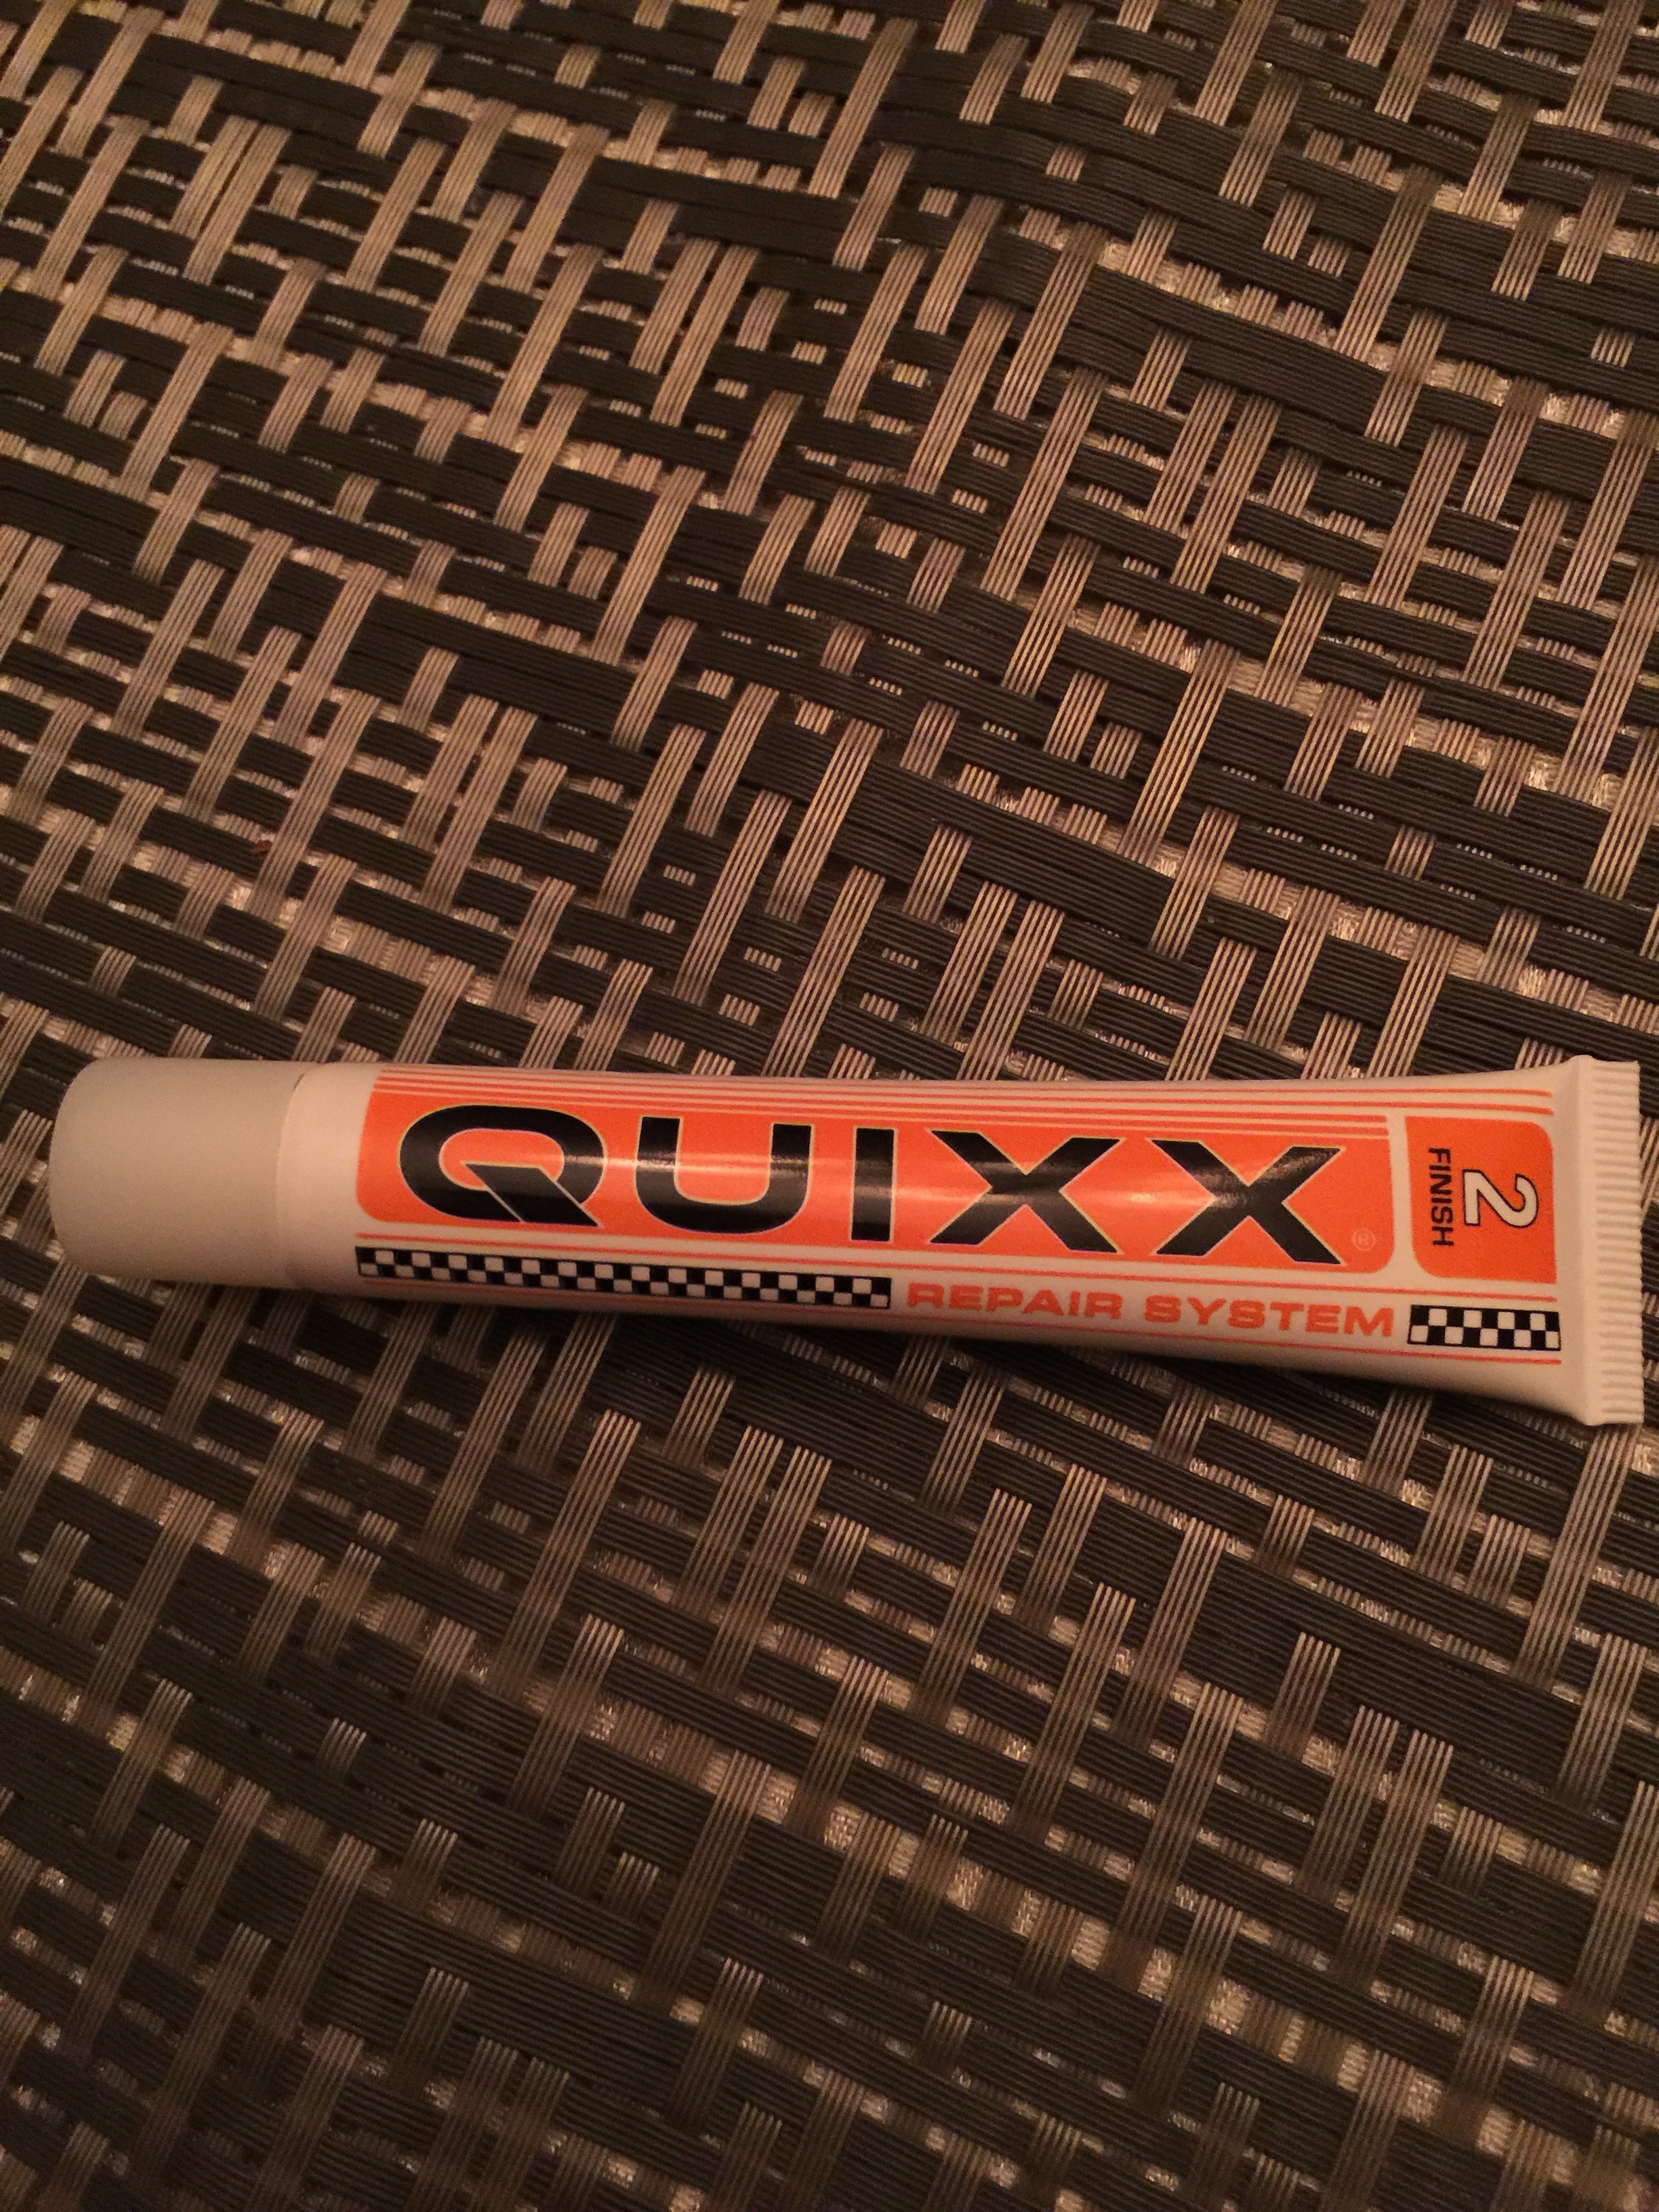 QUIXX®
REPAIR SYSTEM
2
FINISH